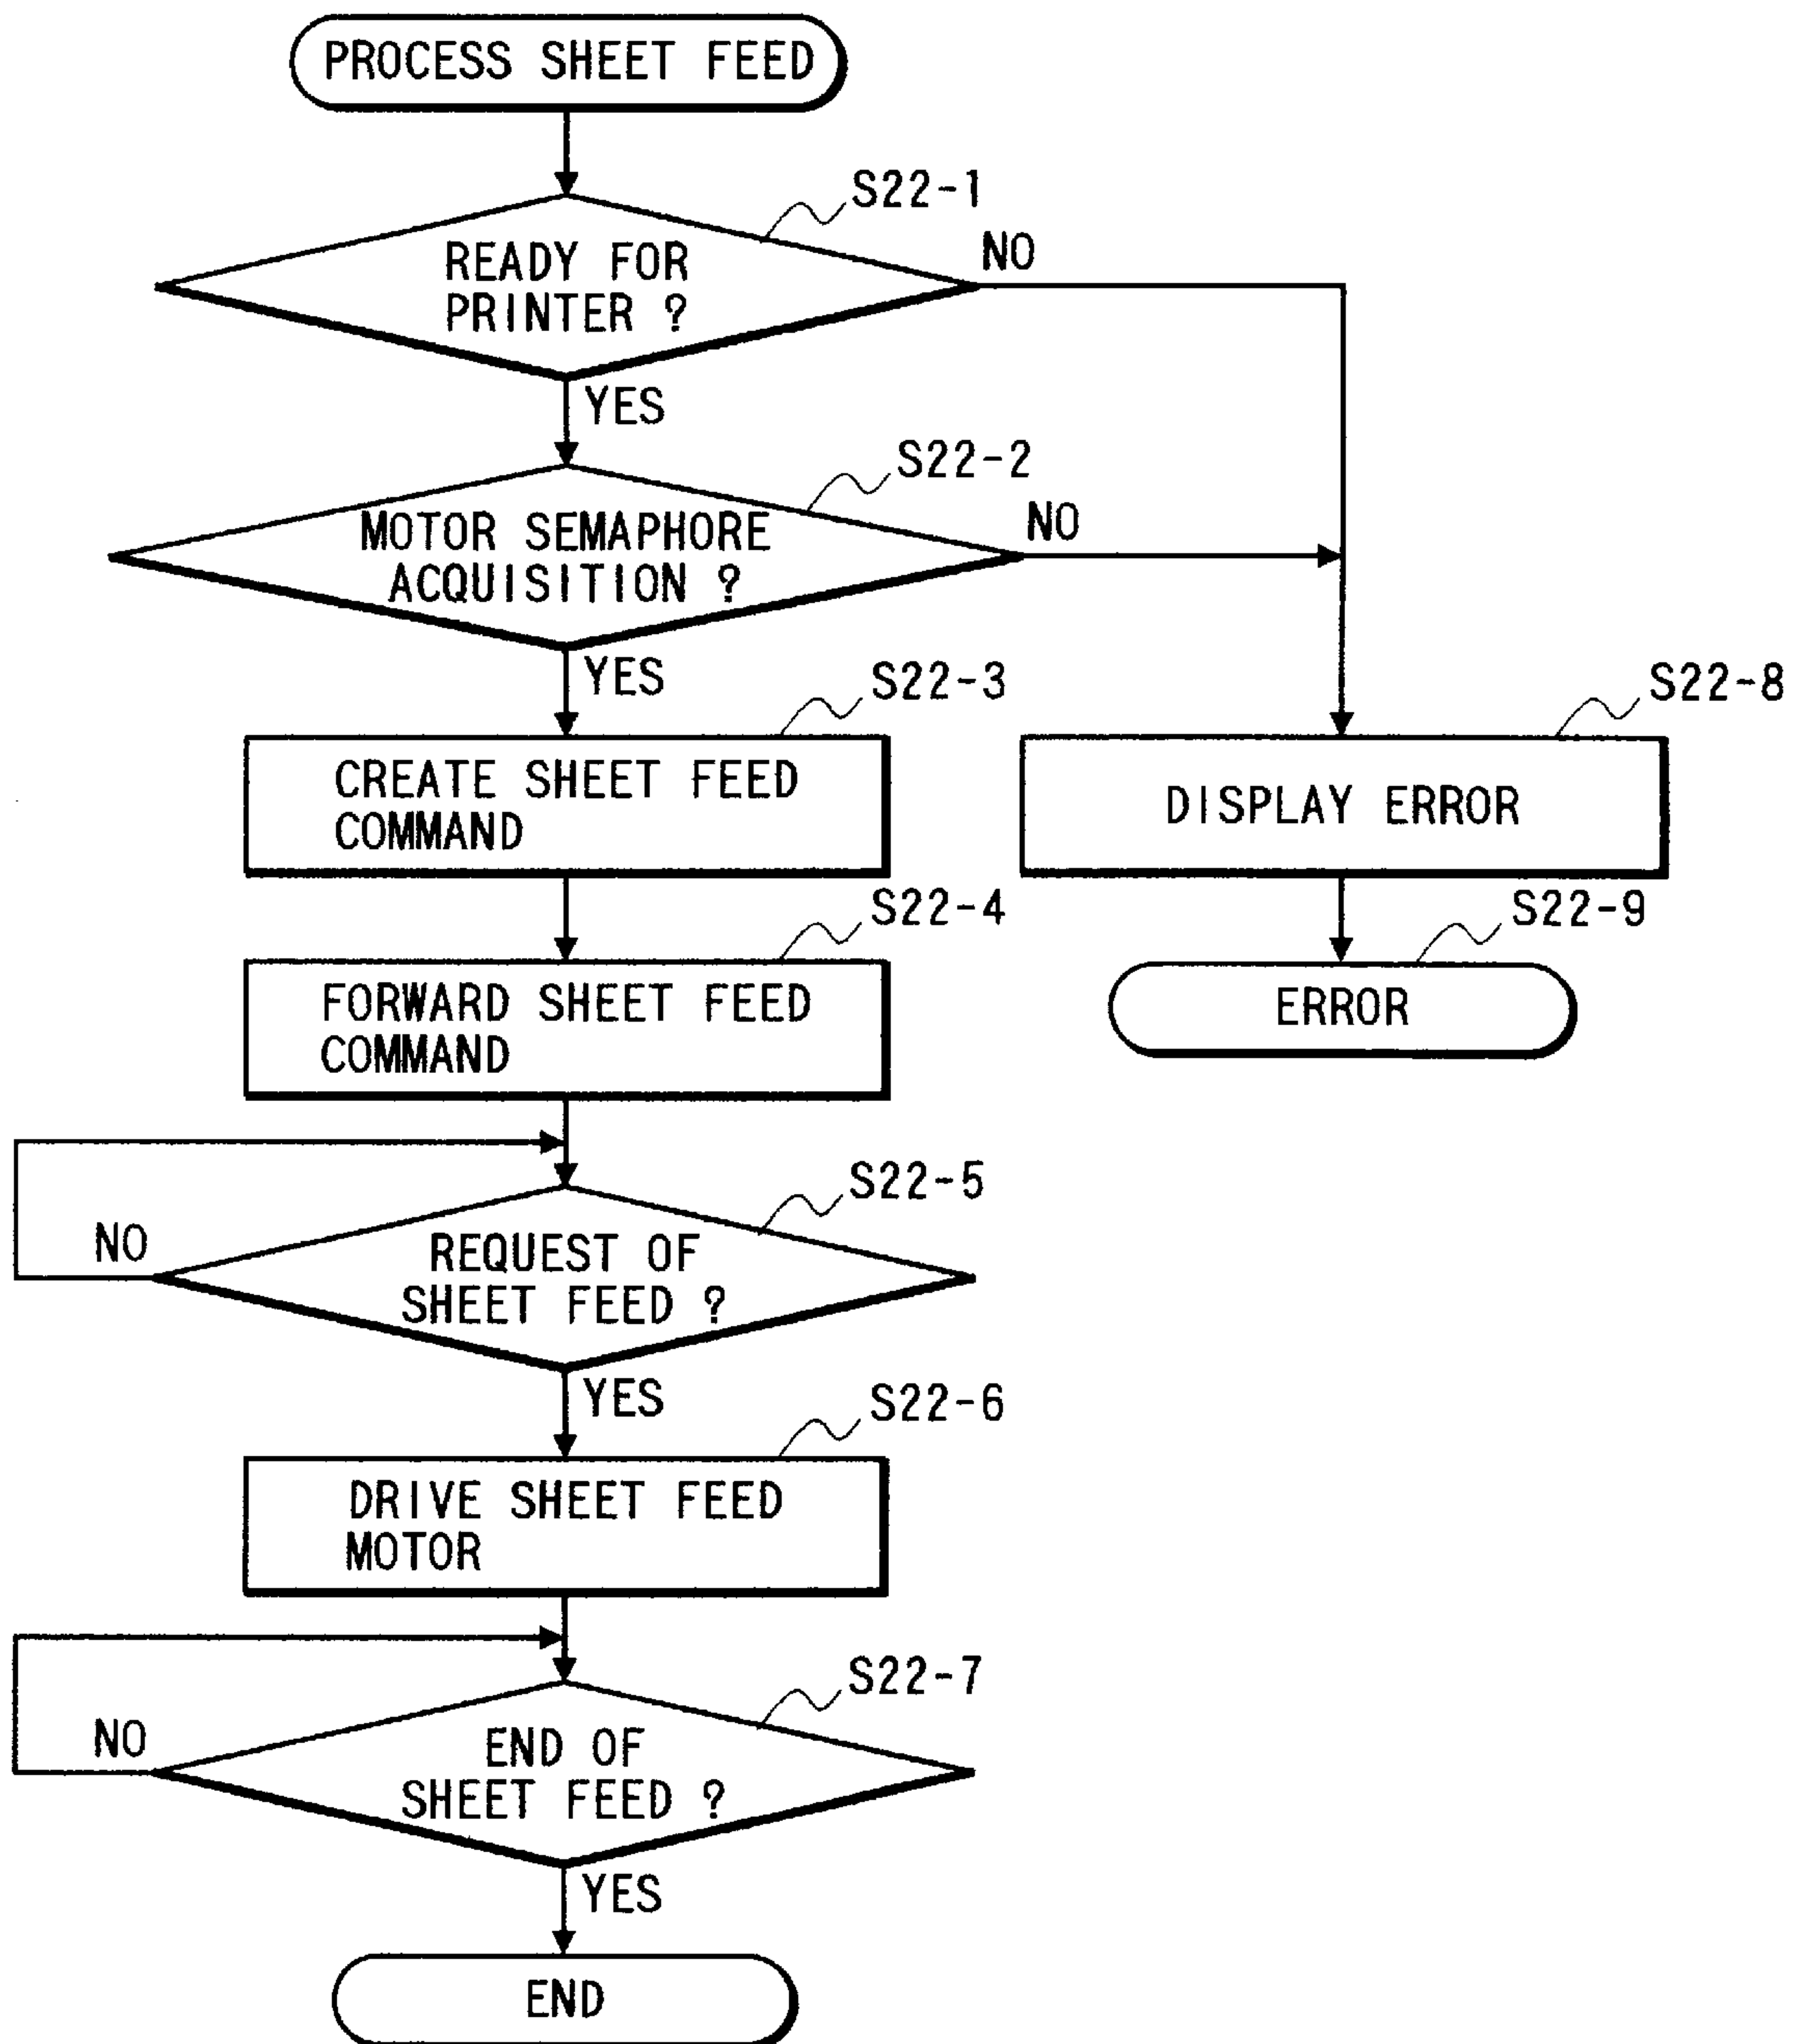 PROCESS SHEET FEED
S22-1
READY FOR
PRINTER ?
NO
YES
S22-2
MOTOR SEMAPHORE
ACQUISITION ?
NO
YES
S22-3
CREATE SHEET FEED
COMMAND
S22-8
DISPLAY ERROR
S22-4
FORWARD SHEET FEED
COMMAND
S22-9
ERROR
S22-5
REQUEST OF
SHEET FEED ?
NO
YES
S22-6
DRIVE SHEET FEED
MOTOR
S22-7
END OF
SHEET FEED ?
NO
YES
END